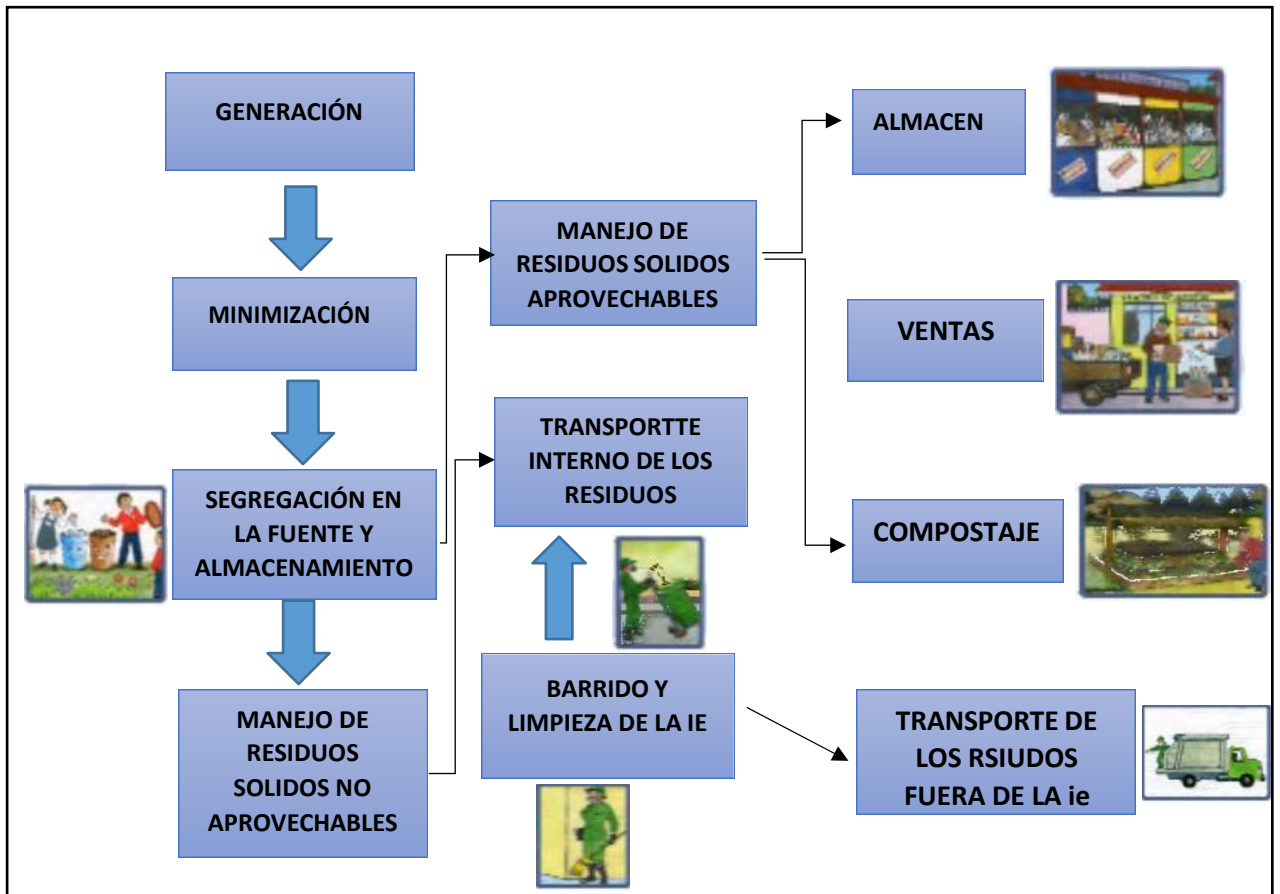 GENERACIÓN
MINIMIZACIÓN
SEGREGACIÓN EN
LA FUENTE Y
ALMACENAMIENTO
MANEJO DE
RESIDUOS
SOLIDOS NO
APROVECHABLES
MANEJO DE
RESIDUOS SOLIDOS
APROVECHABLES
TRANSPORTTE
INTERNO DE LOS
RESIDUOS
BARRIDO Y
LIMPIEZA DE LA IE
ALMACEN
VENTAS
COMPOSTAJE
TRANSPORTE DE
LOS RSIUDOS
FUERA DE LA ie